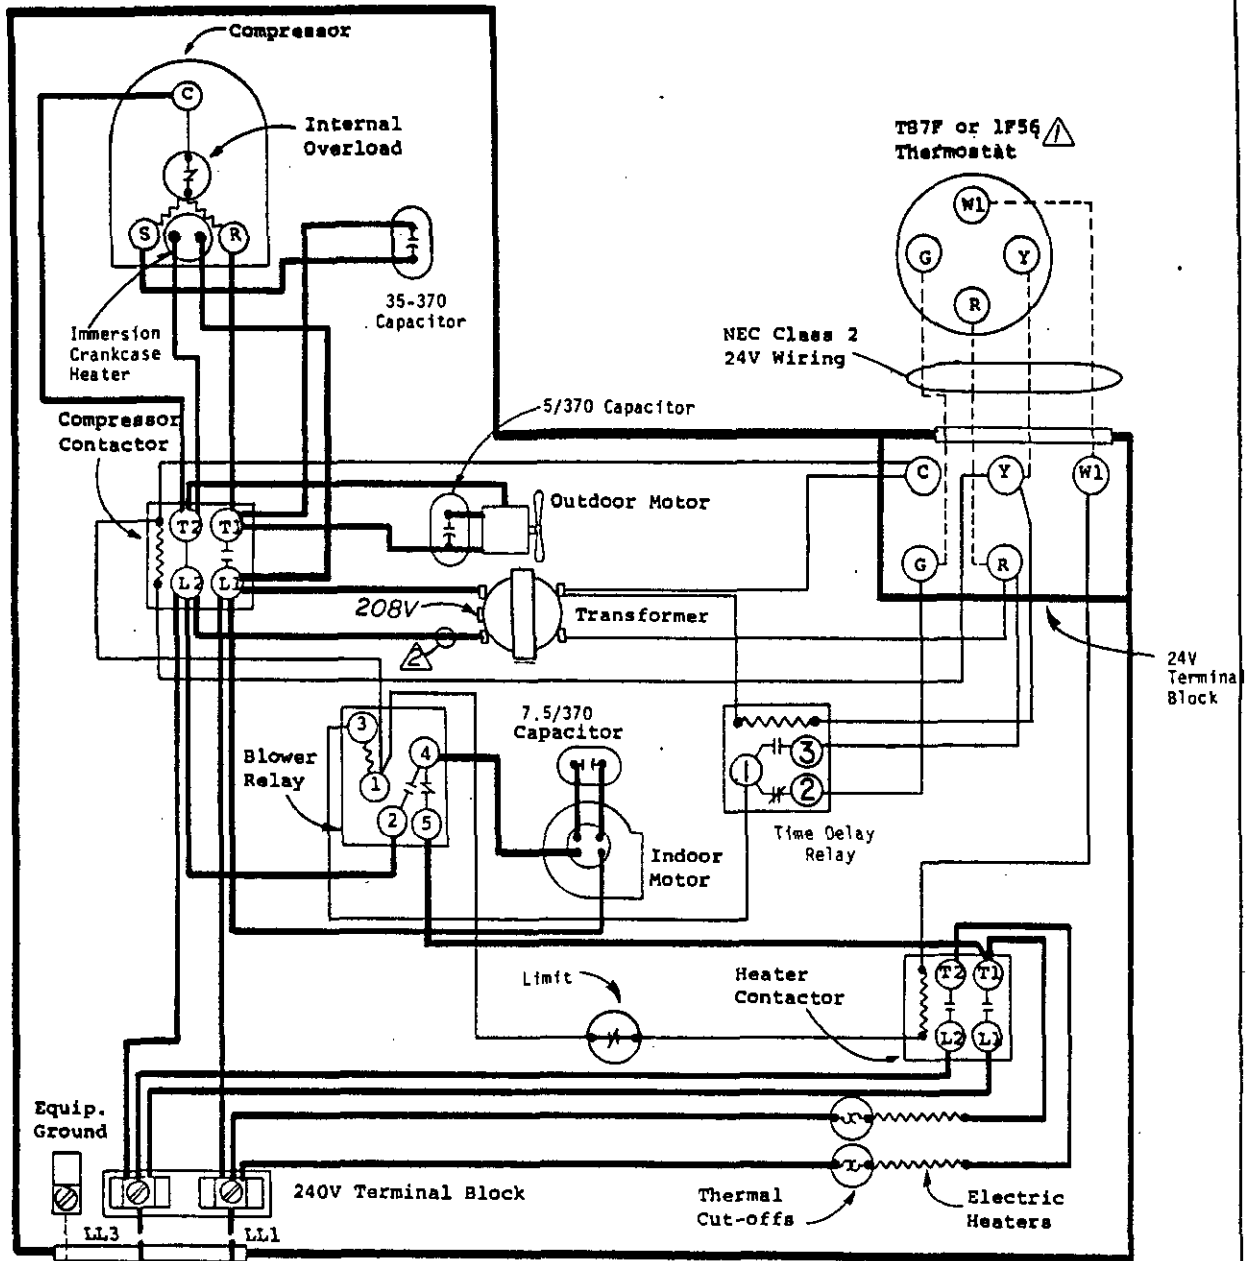 Compressor
C
Internal
Overload
S
R
35-370
Capacitor
Immersion
Crankcase
Heater
TB7F or 1F56 1
Thermostat
W1
G
Y
R
NEC Class 2
24V Wiring
5/370 Capacitor
Compressor
Contactor
Outdoor Motor
C
Y
W1
T2
T1
G
R
L2
L1
208V
Transformer
2
24V
Terminal
Block
7.5/370
Capacitor
Blower
Relay
3
4
1
2
5
1
3
2
Time Delay
Relay
Indoor
Motor
Limit
Heater
Contactor
T2
T1
L2
L1
Equip.
Ground
240V Terminal Block
Thermal
Cut-offs
Electric
Heaters
LL3
LL1